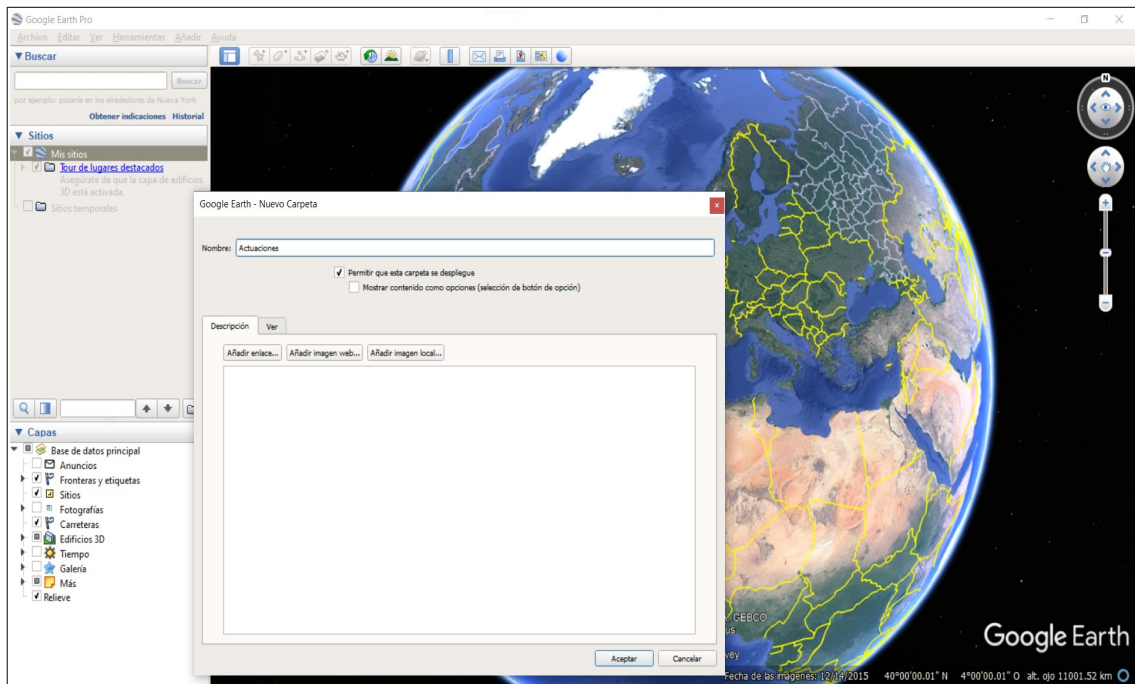 Google Earth Pro
Archivo Editar Ver Herramientas Añadir Ayuda
▼ Buscar
Buscar
por ejemplo: pizzería en los alrededores de Nueva York
Obtener indicaciones Historial
▼ Sitios
Mis sitios
Tour de lugares destacados
Asegúrate de que la capa de edificios
3D está activada.
Sitios temporales
Google Earth - Nuevo Carpeta
Nombre: Actuaciones
Permitir que esta carpeta se despliegue
Mostrar contenido como opciones (selección de botón de opción)
Descripción Ver
Añadir enlace... Añadir imagen web... Añadir imagen local...
Aceptar Cancelar
▼ Capas
Base de datos principal
Anuncios
Fronteras y etiquetas
Sitios
Fotografías
Carreteras
Edificios 3D
Tiempo
Galería
Más
Relieve
N
GEBCO
us
vey
Google Earth
Fecha de las imágenes: 12/14/2015 40°00'00.01" N 4°00'00.01" O alt. ojo 11001.52 km